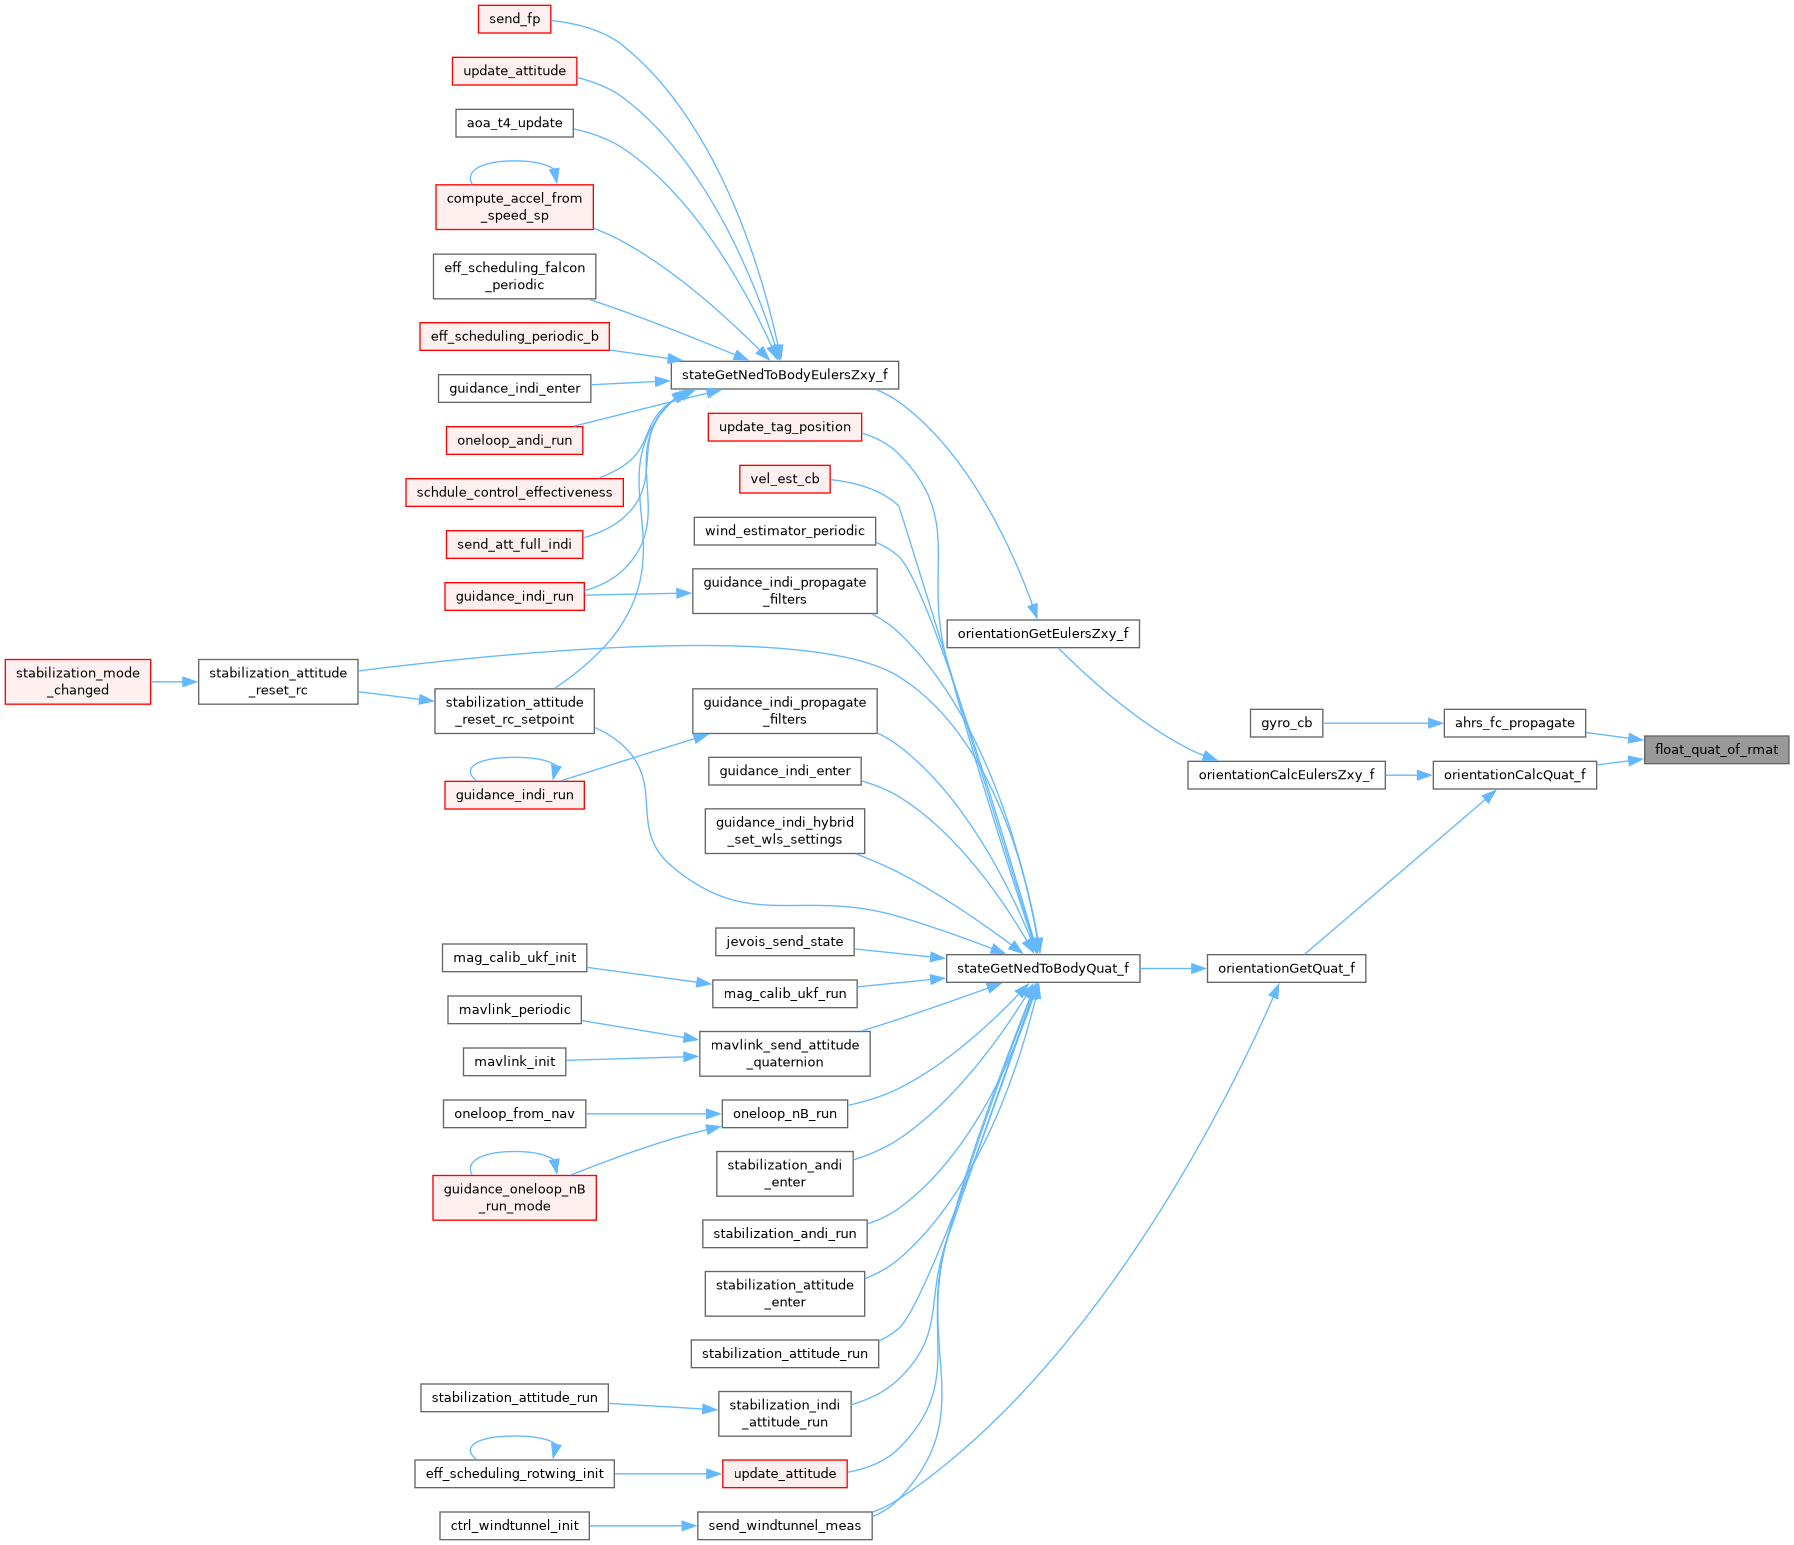 send_fp
update_attitude
aoa_t4_update
compute_accel_from
_speed_sp
eff_scheduling_falcon
_periodic
eff_scheduling_periodic_b
guidance_indi_enter
oneloop_andi_run
schdule_control_effectiveness
send_att_full_indi
guidance_indi_run
stateGetNedToBodyEulersZxy_f
update_tag_position
vel_est_cb
wind_estimator_periodic
guidance_indi_propagate
_filters
orientationGetEulersZxy_f
stabilization_mode
_changed
stabilization_attitude
_reset_rc
stabilization_attitude
_reset_rc_setpoint
guidance_indi_propagate
_filters
guidance_indi_run
guidance_indi_enter
guidance_indi_hybrid
_set_wls_settings
gyro_cb
ahrs_fc_propagate
float_quat_of_rmat
orientationCalcEulersZxy_f
orientationCalcQuat_f
jevois_send_state
stateGetNedToBodyQuat_f
orientationGetQuat_f
mag_calib_ukf_init
mag_calib_ukf_run
mavlink_periodic
mavlink_init
mavlink_send_attitude
_quaternion
oneloop_from_nav
oneloop_nB_run
guidance_oneloop_nB
_run_mode
stabilization_andi
_enter
stabilization_andi_run
stabilization_attitude
_enter
stabilization_attitude_run
stabilization_attitude_run
stabilization_indi
_attitude_run
eff_scheduling_rotwing_init
update_attitude
ctrl_windtunnel_init
send_windtunnel_meas